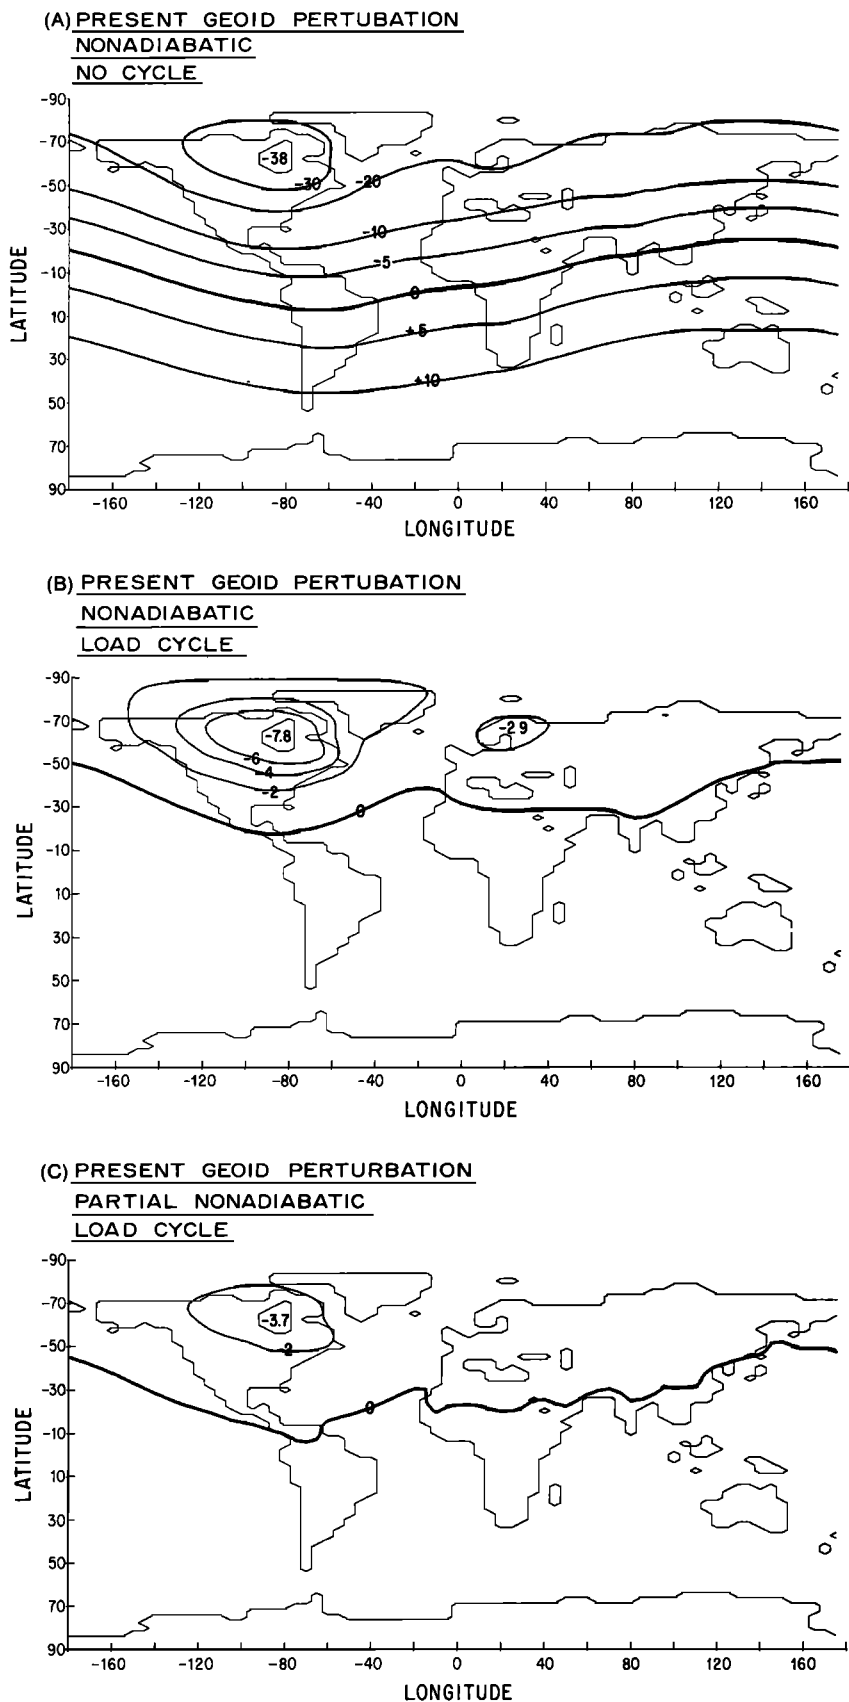 (A) PRESENT GEOID PERTUBATION
NONADIABATIC
NO CYCLE
-90
-70
-50
-30
-10
10
30
50
70
90
LATITUDE
-38
-30
-20
-10
-5
0
+5
+10
-160 -120 -80 -40 0 40 80 120 160
LONGITUDE
(B) PRESENT GEOID PERTUBATION
NONADIABATIC
LOAD CYCLE
-90
-70
-50
-30
-10
10
30
50
70
90
LATITUDE
-7.8
-6
-4
-2
-2 9
0
-160 -120 -80 -40 0 40 80 120 160
LONGITUDE
(C) PRESENT GEOID PERTURBATION
PARTIAL NONADIABATIC
LOAD CYCLE
-90
-70
-50
-30
-10
10
30
50
70
90
LATITUDE
-3.7
-2
0
-160 -120 -80 -40 0 40 80 120 160
LONGITUDE